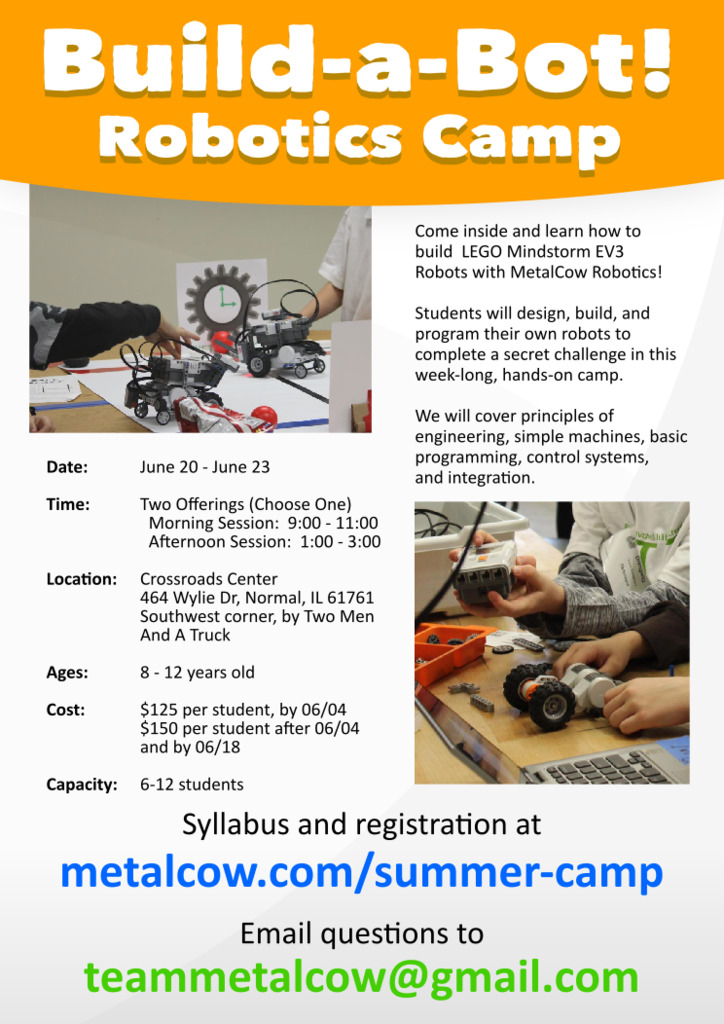 Build-a-Bot!
Robotics Camp
Come inside and learn how to
build LEGO Mindstorm EV3
Robots with MetalCow Robotics!
Students will design, build, and
program their own robots to
complete a secret challenge in this
week-long, hands-on camp.
We will cover principles of
engineering, simple machines, basic
programming, control systems,
and integration.
Date: June 20 - June 23
Time: Two Offerings (Choose One)
Morning Session: 9:00 - 11:00
Afternoon Session: 1:00 - 3:00
Location: Crossroads Center
464 Wylie Dr, Normal, IL 61761
Southwest corner, by Two Men
And A Truck
Ages: 8 - 12 years old
Cost: $125 per student, by 06/04
$150 per student after 06/04
and by 06/18
Capacity: 6-12 students
Syllabus and registration at
metalcow.com/summer-camp
Email questions to
teammetalcow@gmail.com